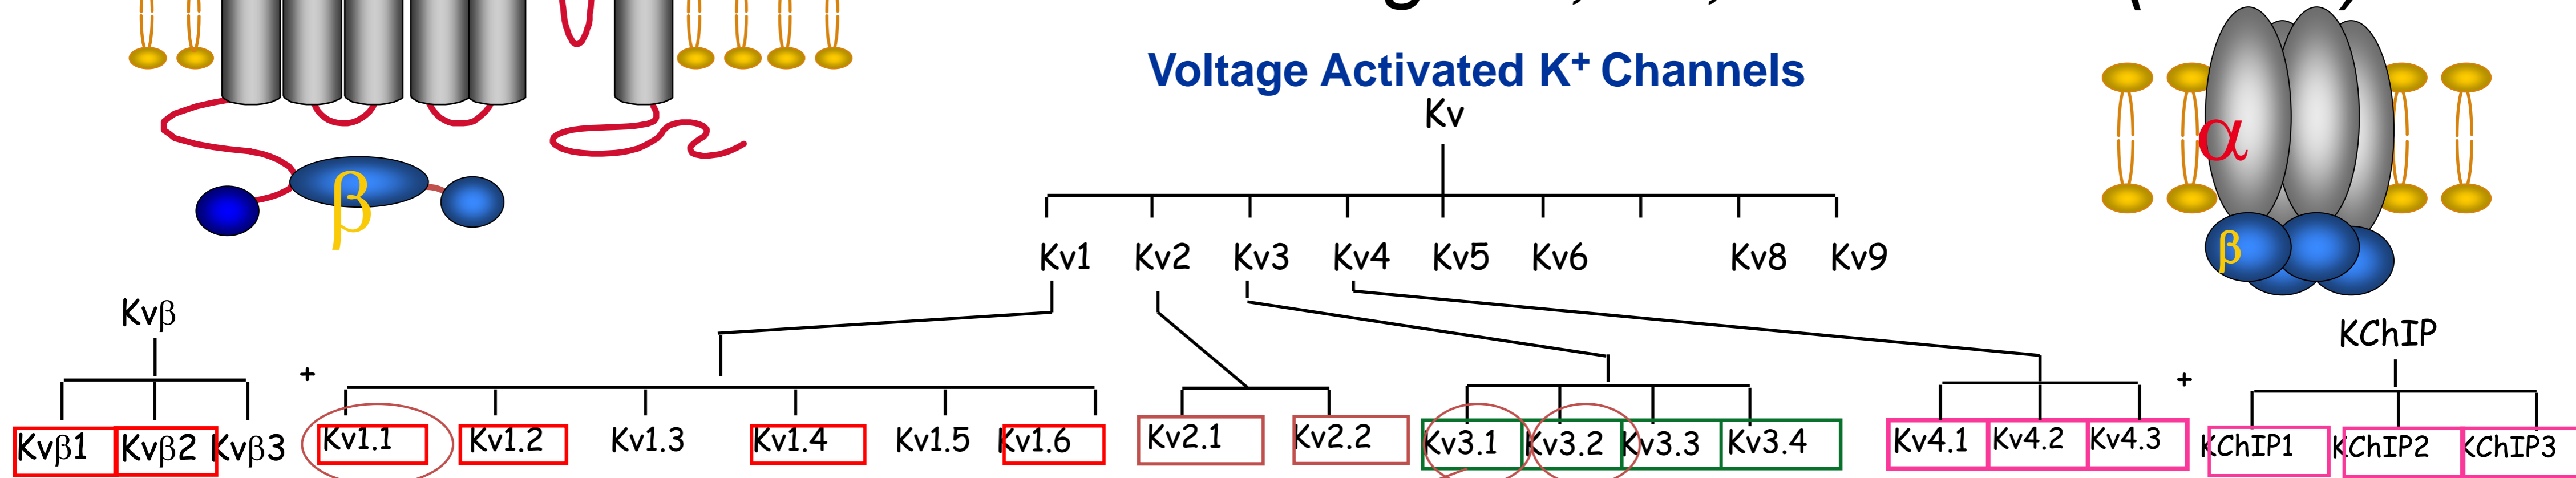 Voltage Activated K+ Channels
Kv
α
β
β
Kv1 Kv2 Kv3 Kv4 Kv5 Kv6 Kv8 Kv9
Kvβ
KChIP
+
+
Kvβ1 Kvβ2 Kvβ3 Kv1.1 Kv1.2 Kv1.3 Kv1.4 Kv1.5 Kv1.6 Kv2.1 Kv2.2 Kv3.1 Kv3.2 Kv3.3 Kv3.4 Kv4.1 Kv4.2 Kv4.3 KChIP1 KChIP2 KChIP3